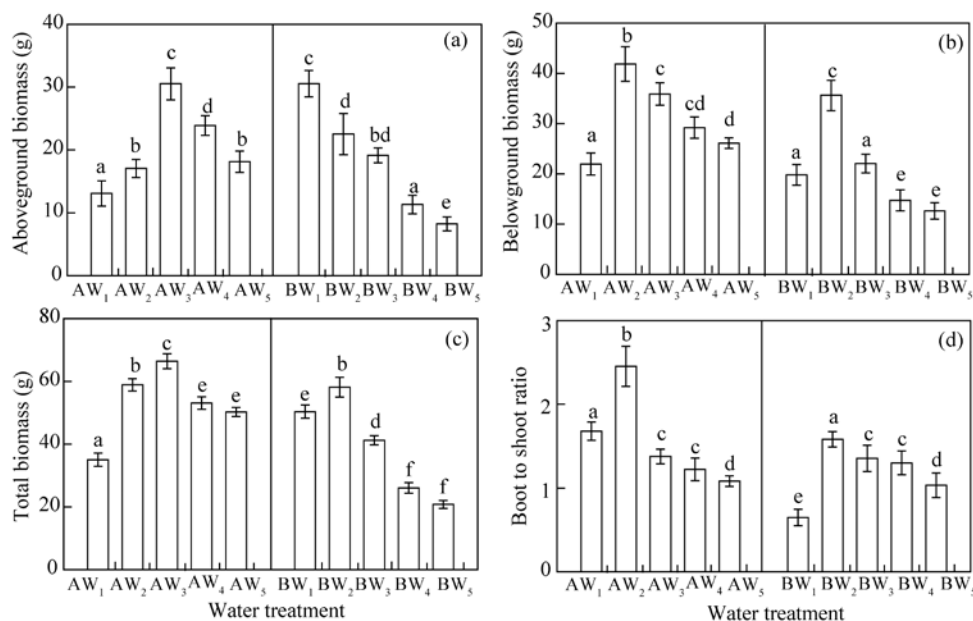 (a)
Aboveground biomass (g)
40
30
20
10
0
a b c d b c d bd a e
AW₁ AW₂ AW₃ AW₄ AW₅ BW₁ BW₂ BW₃ BW₄ BW₅
(b)
Belowground biomass (g)
50
40
30
20
10
0
a b c cd d a c a e e
AW₁ AW₂ AW₃ AW₄ AW₅ BW₁ BW₂ BW₃ BW₄ BW₅
(c)
Total biomass (g)
80
60
40
20
0
a b c e e e b d f f
AW₁ AW₂ AW₃ AW₄ AW₅ BW₁ BW₂ BW₃ BW₄ BW₅
Water treatment
(d)
Boot to shoot ratio
3
2
1
0
a b c c d e a c c d
AW₁ AW₂ AW₃ AW₄ AW₅ BW₁ BW₂ BW₃ BW₄ BW₅
Water treatment